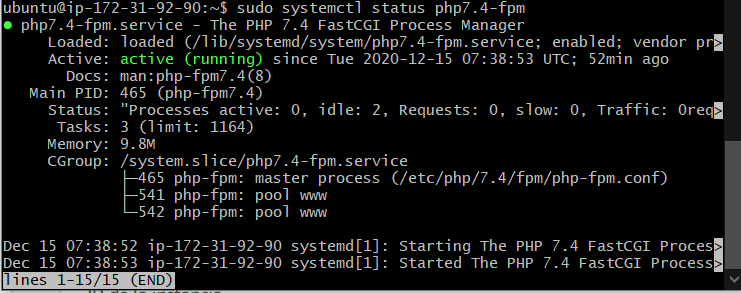 ubuntu@ip-172-31-92-90:~$ sudo systemctl status php7.4-fpm
● php7.4-fpm.service - The PHP 7.4 FastCGI Process Manager
Loaded: loaded (/lib/systemd/system/php7.4-fpm.service; enabled; vendor pr>
Active: active (running) since Tue 2020-12-15 07:38:53 UTC; 52min ago
Docs: man:php-fpm7.4(8)
Main PID: 465 (php-fpm7.4)
Status: "Processes active: 0, idle: 2, Requests: 0, slow: 0, Traffic: 0req>
Tasks: 3 (limit: 1164)
Memory: 9.8M
CGroup: /system.slice/php7.4-fpm.service
├─465 php-fpm: master process (/etc/php/7.4/fpm/php-fpm.conf)
├─541 php-fpm: pool www
└─542 php-fpm: pool www
Dec 15 07:38:52 ip-172-31-92-90 systemd[1]: Starting The PHP 7.4 FastCGI Proces>
Dec 15 07:38:53 ip-172-31-92-90 systemd[1]: Started The PHP 7.4 FastCGI Process>
lines 1-15/15 (END)